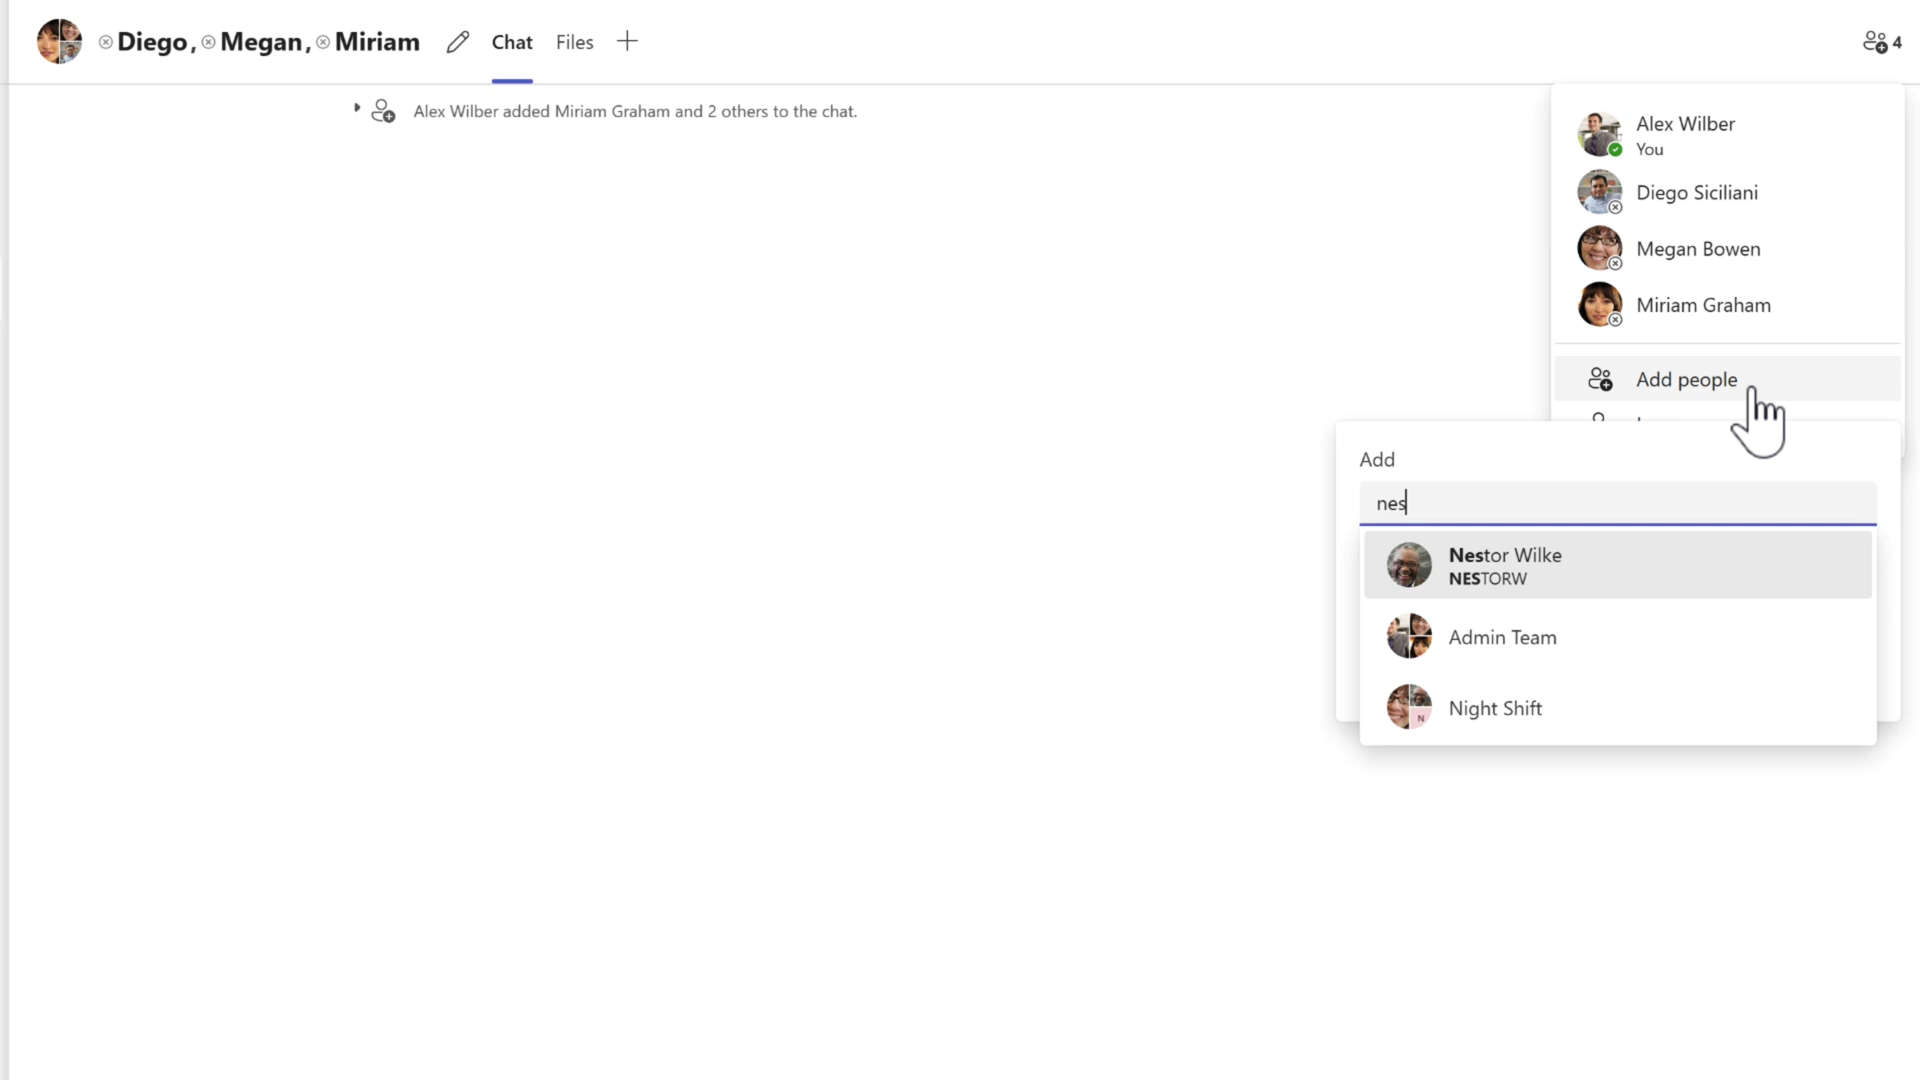 Diego, Megan, Miriam Chat Files 4
Alex Wilber added Miriam Graham and 2 others to the chat.
Alex Wilber
You
Diego Siciliani
Megan Bowen
Miriam Graham
Add people
Add
nes
Nestor Wilke
NESTORW
Admin Team
Night Shift
N